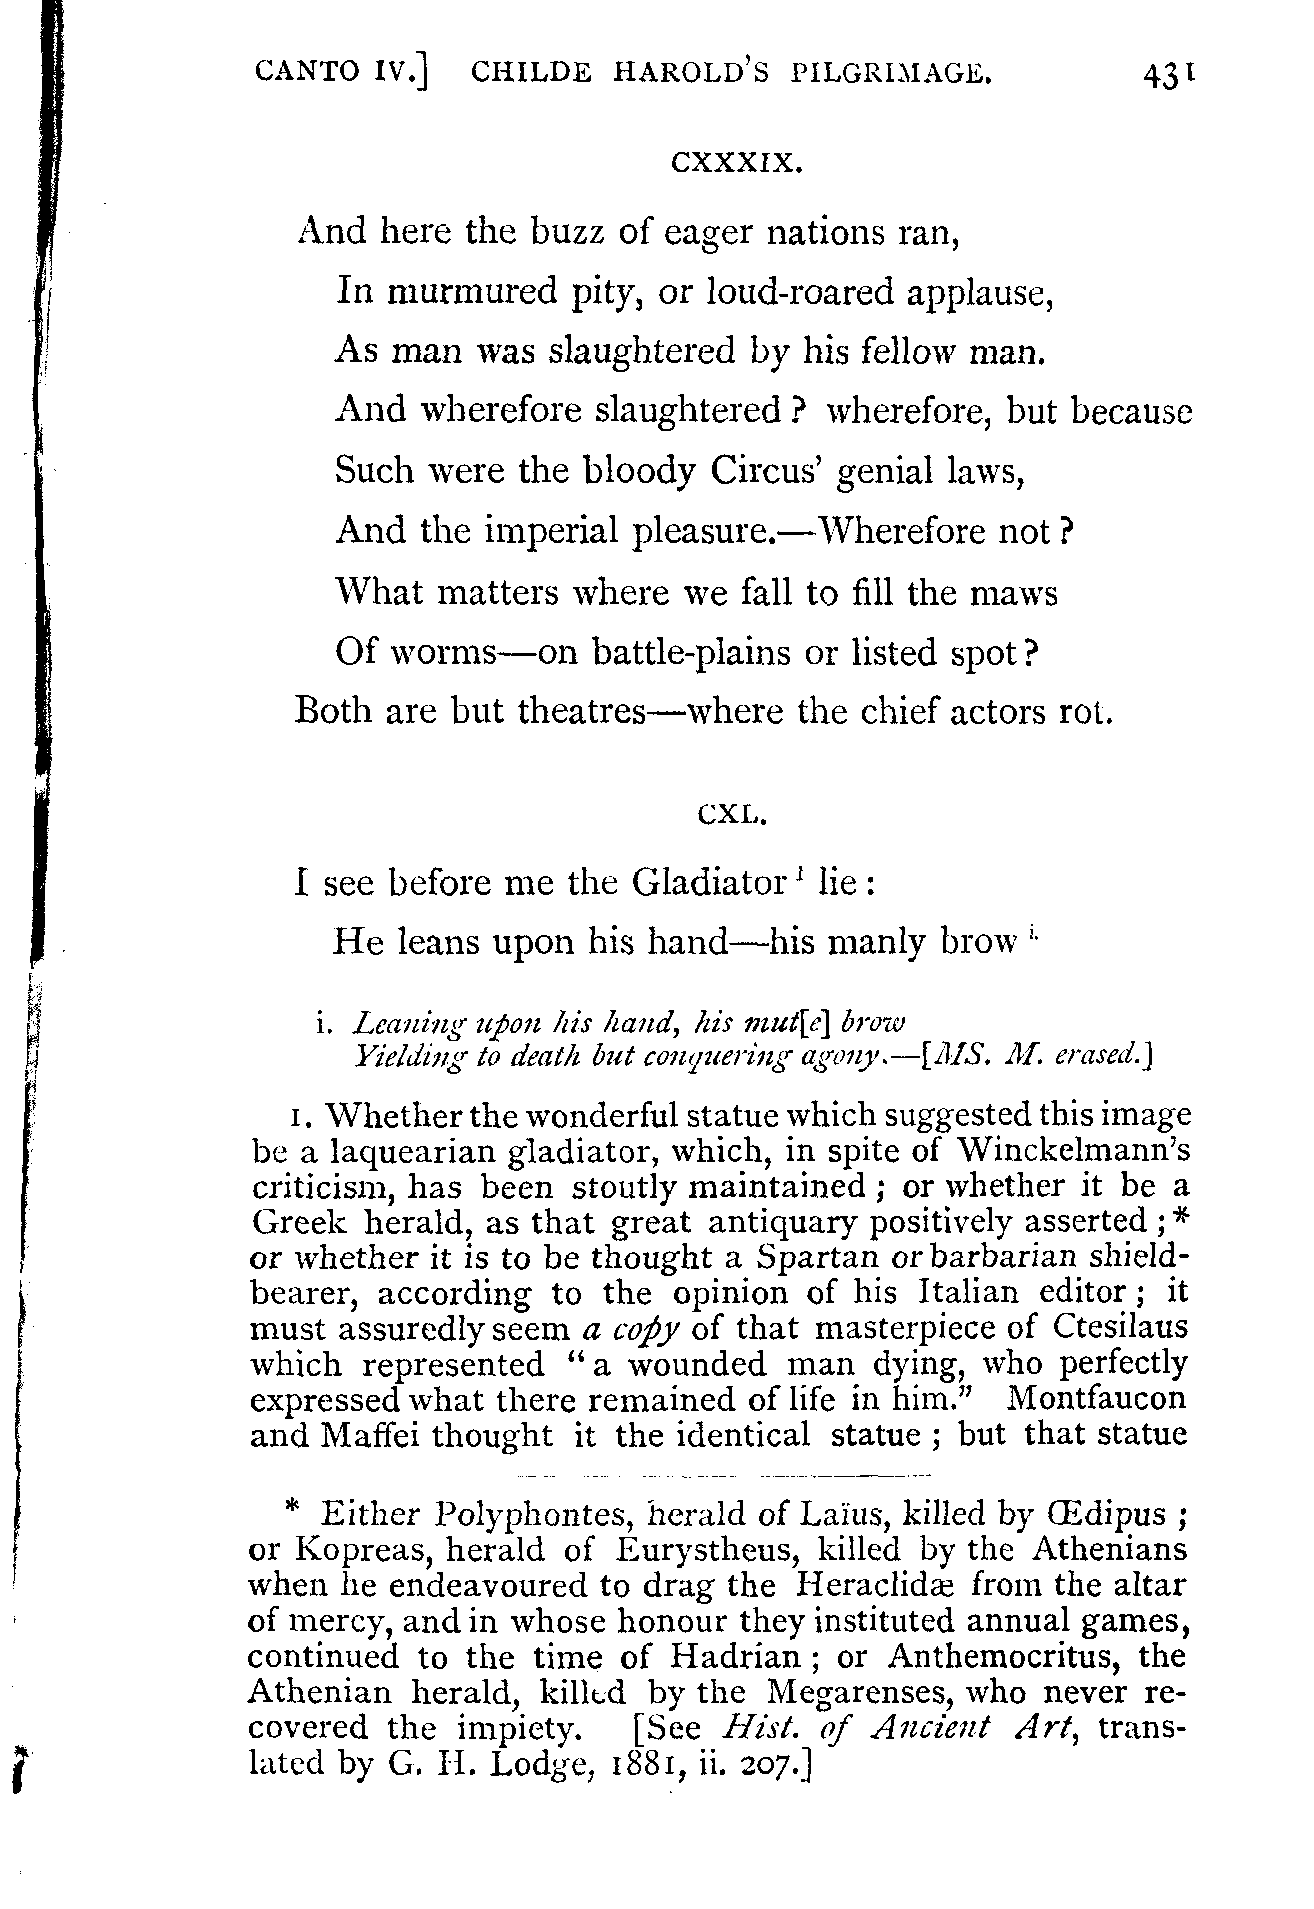 CANTO IV.] CHILDE HAROLD'S PILGRIMAGE. 431
CXXXIX.
And here the buzz of eager nations ran,
In murmured pity, or loud-roared applause,
As man was slaughtered by his fellow man.
And wherefore slaughtered? wherefore, but because
Such were the bloody Circus' genial laws,
And the imperial pleasure.—Wherefore not?
What matters where we fall to fill the maws
Of worms—on battle-plains or listed spot?
Both are but theatres—where the chief actors rot.
CXL.
I see before me the Gladiator¹ lie:
He leans upon his hand—his manly brow i.
i. Leaning upon his hand, his mut[e] brow
Yielding to death but conquering agony.—[MS. M. erased.]
1. Whether the wonderful statue which suggested this image
be a laquearian gladiator, which, in spite of Winckelmann's
criticism, has been stoutly maintained; or whether it be a
Greek herald, as that great antiquary positively asserted;*
or whether it is to be thought a Spartan or barbarian shield-
bearer, according to the opinion of his Italian editor; it
must assuredly seem a copy of that masterpiece of Ctesilaus
which represented "a wounded man dying, who perfectly
expressed what there remained of life in him." Montfaucon
and Maffei thought it the identical statue; but that statue
* Either Polyphontes, herald of Laïus, killed by Œdipus;
or Kopreas, herald of Eurystheus, killed by the Athenians
when he endeavoured to drag the Heraclidæ from the altar
of mercy, and in whose honour they instituted annual games,
continued to the time of Hadrian; or Anthemocritus, the
Athenian herald, killed by the Megarenses, who never re-
covered the impiety. [See Hist. of Ancient Art, trans-
lated by G. H. Lodge, 1881, ii. 207.]